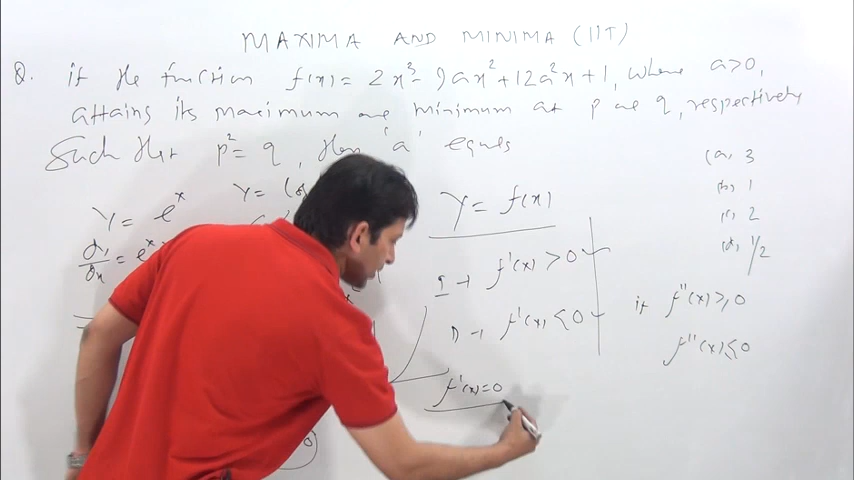 MAXIMA AND MINIMA (IIT)
Q. if the function f(x) = 2x³ - 9ax² + 12a²x + 1, where a>0,
attains its maximum and minimum at p and q, respectively
Such that p² = q, then 'a' equals
(a) 3
(b) 1
(c) 2
(d) 1/2
y = eˣ
y =
dy/dx = eˣ
y = f(x)
I → f'(x) > 0
D → f'(x) < 0
f'(x) = 0
if f''(x) ≥ 0
f''(x) ≤ 0